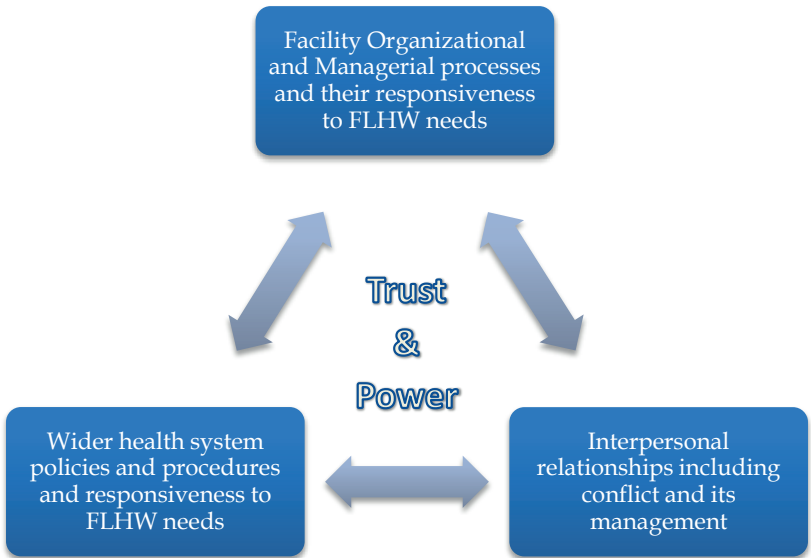 Facility Organizational
and Managerial processes
and their responsiveness
to FLHW needs
Trust
&
Power
Wider health system
policies and procedures
and responsiveness to
FLHW needs
Interpersonal
relationships including
conflict and its
management